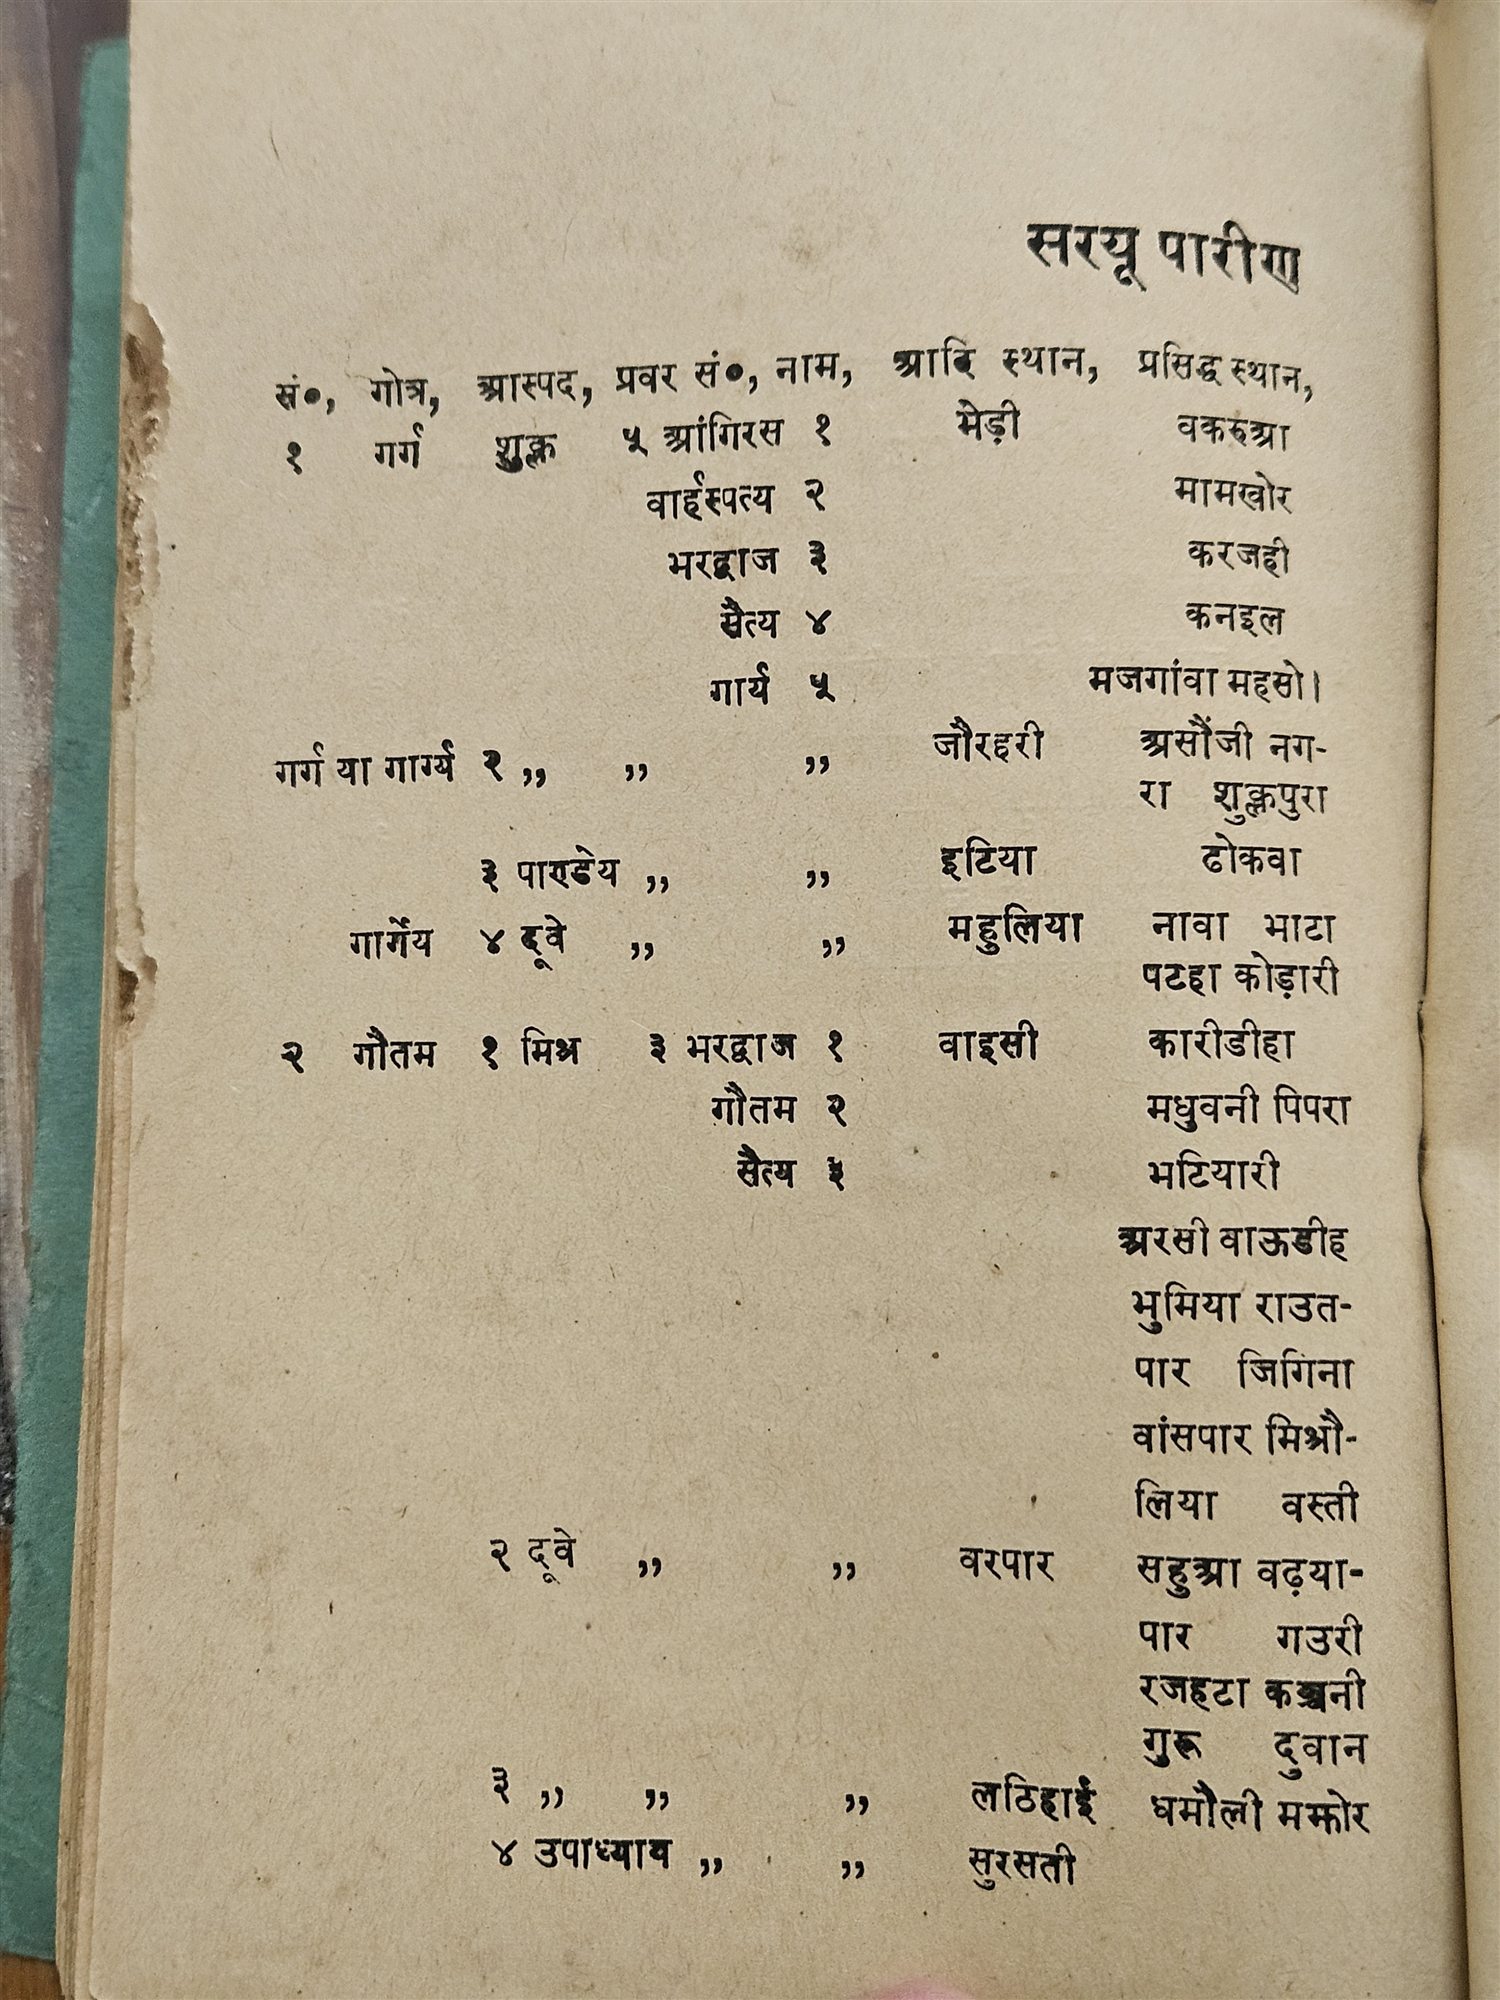 सरयू पारीण
सं०, गोत्र, आस्पद, प्रवर सं०, नाम, आदि स्थान, प्रसिद्ध स्थान,
१ गर्ग शुक्ल ५ आंगिरस १ भेड़ी वकरुआ
वार्हस्पत्य २ मामखोर
भरद्वाज ३ करजही
सैत्य ४ कनइल
गार्य ५ मजगांवा महसो।
गर्ग या गार्ग्य २ ,, ,, ,, जौरहरी असौंजी नग-
रा शुक्लपुरा
३ पाण्डेय ,, ,, इटिया ढोकवा
गार्गेय ४ दूवे ,, ,, महुलिया नावा भाटा
पटहा कोड़ारी
२ गौतम १ मिश्र ३ भरद्वाज १ वाइसी कारीडीहा
गौतम २ मधुवनी पिपरा
सैत्य ३ भटियारी
अरसी वाऊडीह
भुमिया राउत-
पार जिगिना
वांसपार मिश्रौ-
लिया वस्ती
२ दूवे ,, ,, वरपार सहुआ वढ़या-
पार गउरी
रजहटा कञ्चनी
गुरू दुवान
३ ,, ,, ,, लठिहाई धमौली मझोर
४ उपाध्याय ,, ,, सुरसती